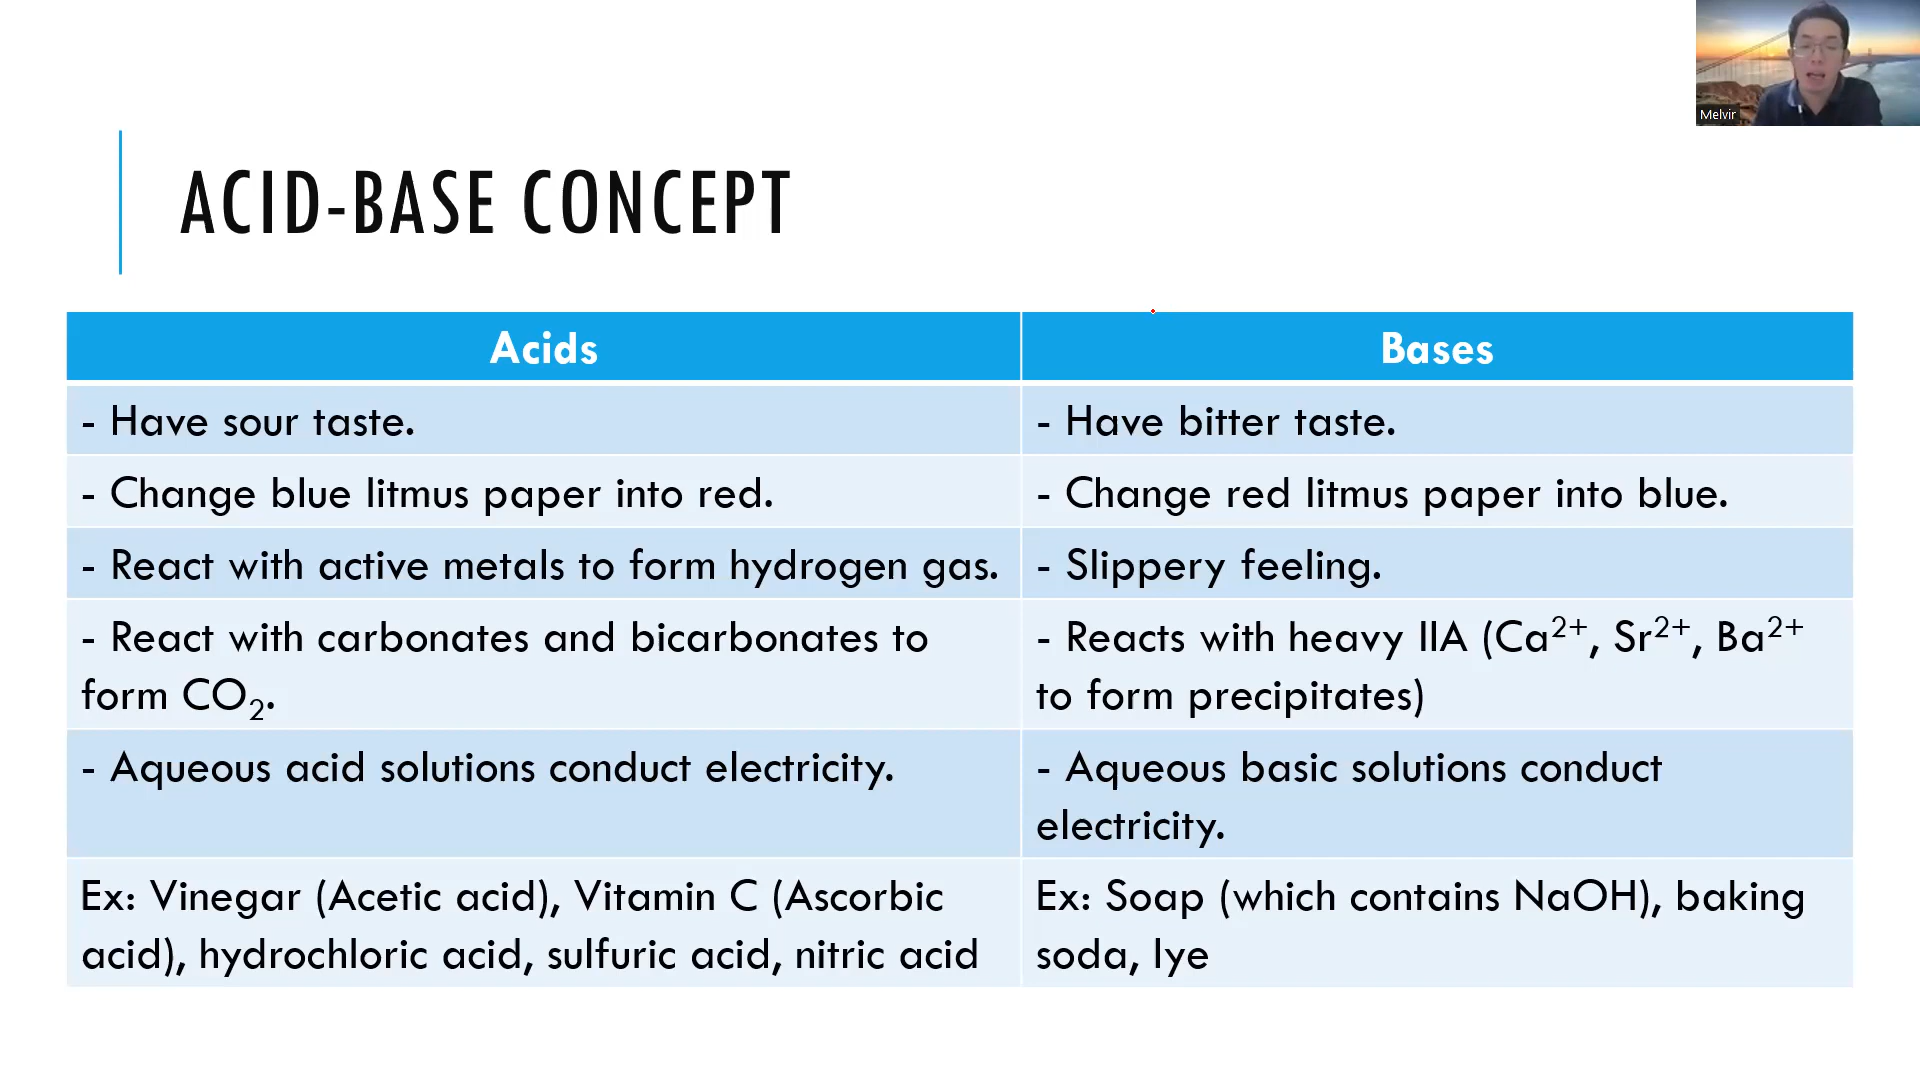 Melvir
ACID-BASE CONCEPT
Acids
Bases
- Have sour taste.
- Have bitter taste.
- Change blue litmus paper into red.
- Change red litmus paper into blue.
- React with active metals to form hydrogen gas.
- Slippery feeling.
- React with carbonates and bicarbonates to
form CO₂.
- Reacts with heavy IIA (Ca²⁺, Sr²⁺, Ba²⁺
to form precipitates)
- Aqueous acid solutions conduct electricity.
- Aqueous basic solutions conduct
electricity.
Ex: Vinegar (Acetic acid), Vitamin C (Ascorbic
acid), hydrochloric acid, sulfuric acid, nitric acid
Ex: Soap (which contains NaOH), baking
soda, lye